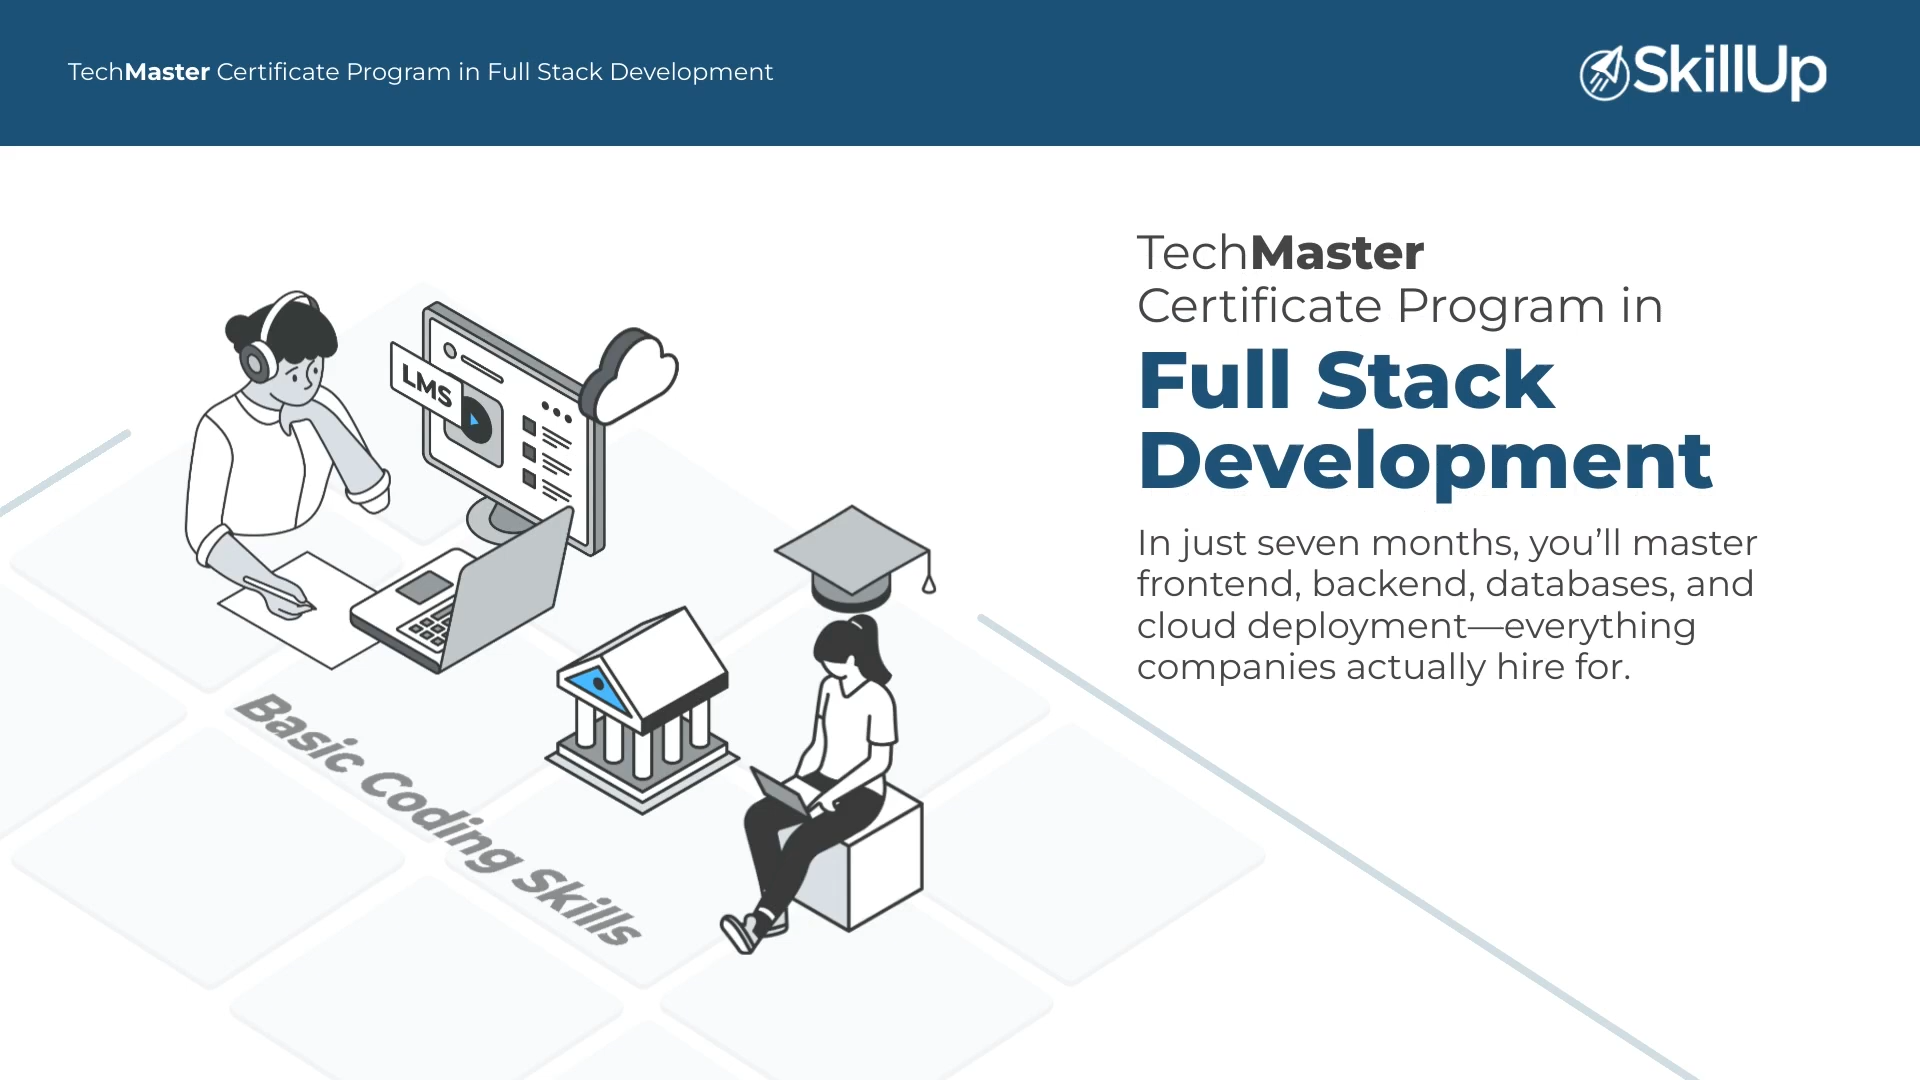 TechMaster Certificate Program in Full Stack Development
SkillUp
TechMaster
Certificate Program in
Full Stack
Development
In just seven months, you’ll master
frontend, backend, databases, and
cloud deployment—everything
companies actually hire for.
LMS
Basic Coding Skills